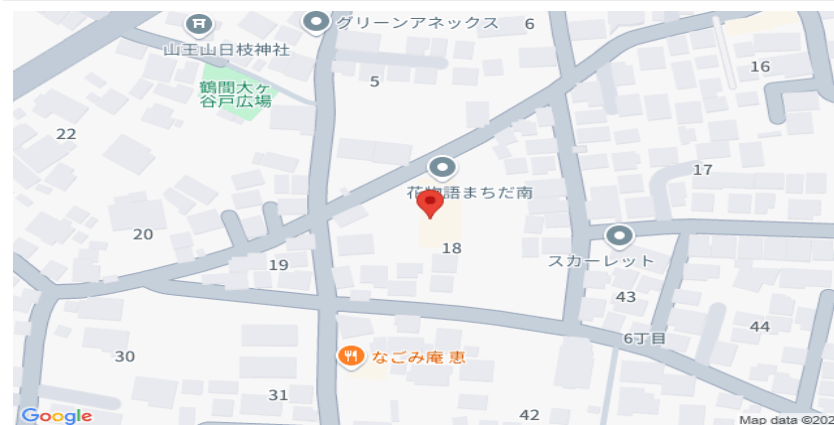 グリーンアネックス
6
山王山日枝神社
16
5
鶴間大ヶ
谷戸広場
22
17
花物語まちだ南
20
18
スカーレット
19
43
44
6丁目
30
なごみ庵 恵
31
42
Google
Map data ©202